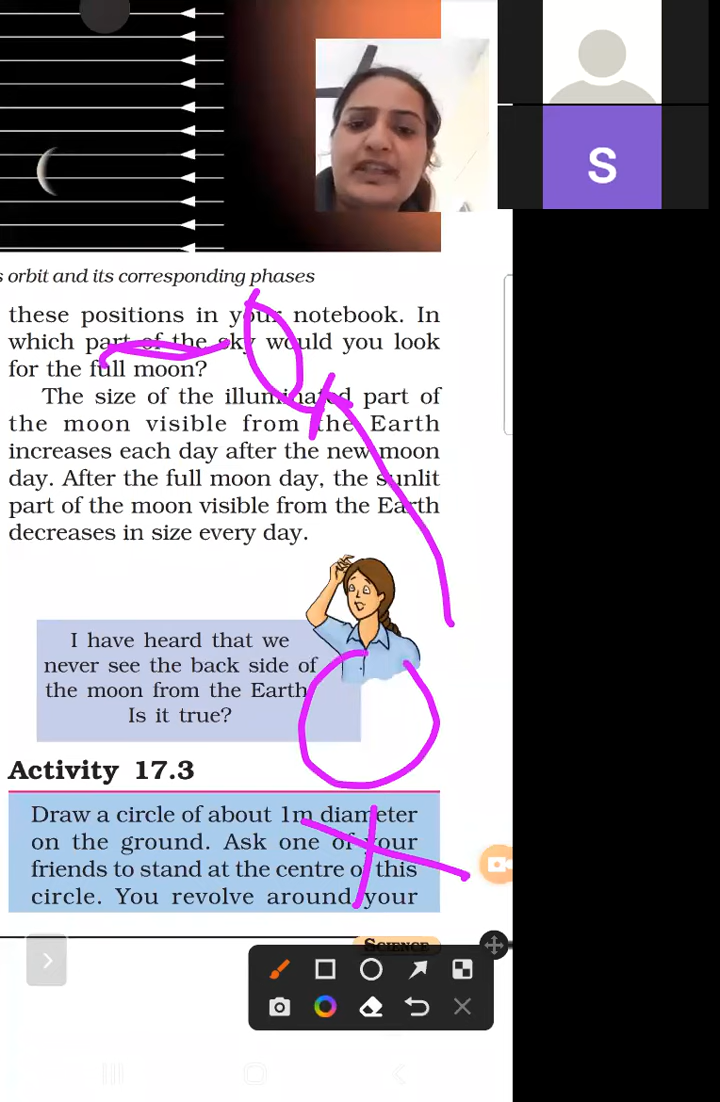 S
s orbit and its corresponding phases
these positions in your notebook. In
which part of the sky would you look
for the full moon?
The size of the illuminated part of
the moon visible from the Earth
increases each day after the new moon
day. After the full moon day, the sunlit
part of the moon visible from the Earth
decreases in size every day.
I have heard that we
never see the back side of
the moon from the Earth
Is it true?
Activity 17.3
Draw a circle of about 1m diameter
on the ground. Ask one of your
friends to stand at the centre of this
circle. You revolve around your
SCIENCE